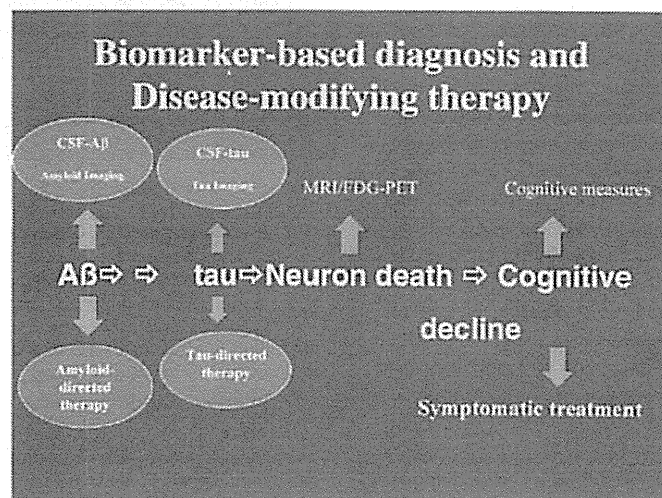 Biomarker-based diagnosis and
Disease-modifying therapy
CSF-Aβ
Amyloid Imaging
CSF-tau
Tau Imaging
MRI/FDG-PET
Cognitive measures
Aß⇨ ⇨ tau⇨Neuron death ⇨ Cognitive
decline
Amyloid-
directed
therapy
Tau-directed
therapy
Symptomatic treatment